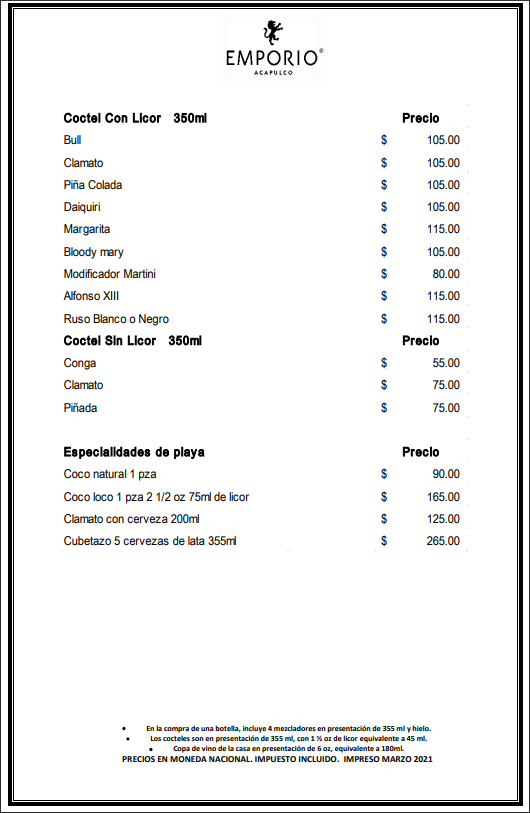 EMPORIO®
ACAPULCO
Coctel Con Licor 350ml Precio
Bull $ 105.00
Clamato $ 105.00
Piña Colada $ 105.00
Daiquiri $ 105.00
Margarita $ 115.00
Bloody mary $ 105.00
Modificador Martini $ 80.00
Alfonso XIII $ 115.00
Ruso Blanco o Negro $ 115.00
Coctel Sin Licor 350ml Precio
Conga $ 55.00
Clamato $ 75.00
Piñada $ 75.00
Especialidades de playa Precio
Coco natural 1 pza $ 90.00
Coco loco 1 pza 2 1/2 oz 75ml de licor $ 165.00
Clamato con cerveza 200ml $ 125.00
Cubetazo 5 cervezas de lata 355ml $ 265.00
• En la compra de una botella, incluye 4 mezcladores en presentación de 355 ml y hielo.
• Los cocteles son en presentación de 355 ml, con 1 ½ oz de licor equivalente a 45 ml.
• Copa de vino de la casa en presentación de 6 oz, equivalente a 180ml.
PRECIOS EN MONEDA NACIONAL. IMPUESTO INCLUIDO. IMPRESO MARZO 2021